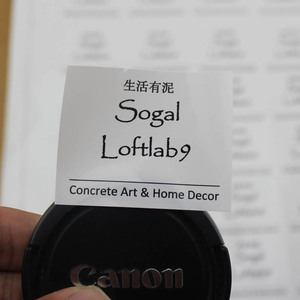 生活有泥
Sogal
Loftlab9
Concrete Art & Home Decor
Canon